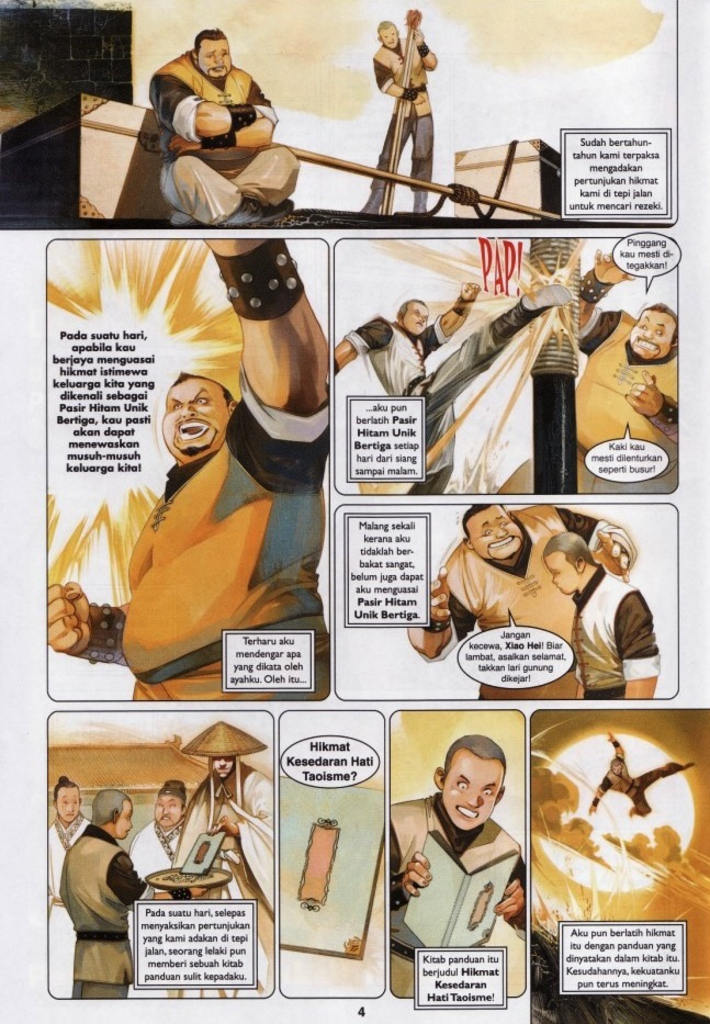 Sudah bertahun-
tahun kami terpaksa
mengadakan
pertunjukan hikmat
kami di tepi jalan
untuk mencari rezeki.
Pada suatu hari,
apabila kau
berjaya menguasai
hikmat istimewa
keluarga kita yang
dikenali sebagai
Pasir Hitam Unik
Bertiga, kau pasti
akan dapat
menewaskan
musuh-musuh
keluarga kita!
Terharu aku
mendengar apa
yang dikata oleh
ayahku. Oleh itu...
PAP!
Pinggang
kau mesti di-
tegakkan!
...aku pun
berlatih Pasir
Hitam Unik
Bertiga setiap
hari dari siang
sampai malam.
Kaki kau
mesti dilenturkan
seperti busur!
Malang sekali
kerana aku
tidaklah ber-
bakat sangat,
belum juga dapat
aku menguasai
Pasir Hitam
Unik Bertiga.
Jangan
kecewa, Xiao Hei! Biar
lambat, asalkan selamat,
takkan lari gunung
dikejar!
Pada suatu hari, selepas
menyaksikan pertunjukan
yang kami adakan di tepi
jalan, seorang lelaki pun
memberi sebuah kitab
panduan sulit kepadaku.
Hikmat
Kesedaran Hati
Taoisme?
Kitab panduan itu
berjudul Hikmat
Kesedaran
Hati Taoisme!
Aku pun berlatih hikmat
itu dengan panduan yang
dinyatakan dalam kitab itu.
Kesudahannya, kekuatanku
pun terus meningkat.
4